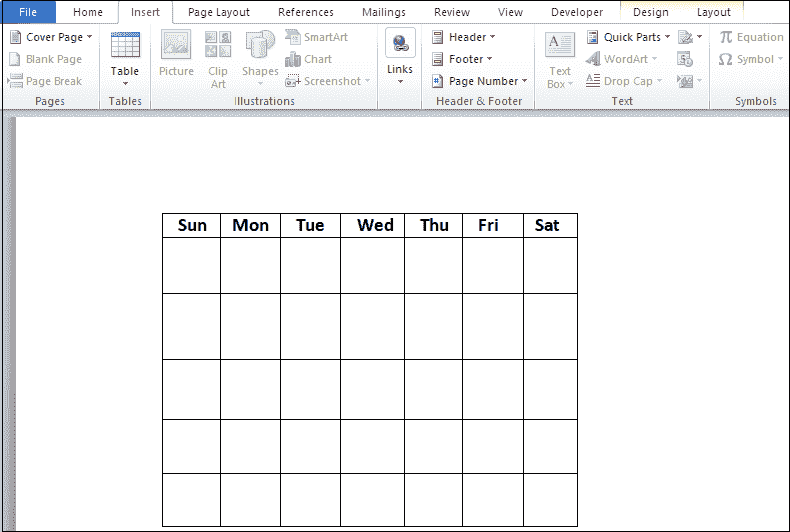 File Home Insert Page Layout References Mailings Review View Developer Design Layout
Cover Page
Blank Page
Page Break
Pages
Table
Tables
Picture
Clip
Art
Shapes
SmartArt
Chart
Screenshot
Illustrations
Links
Header
Footer
Page Number
Header & Footer
Text
Box
Quick Parts
WordArt
Drop Cap
Text
Equation
Symbol
Symbols
Sun Mon Tue Wed Thu Fri Sat